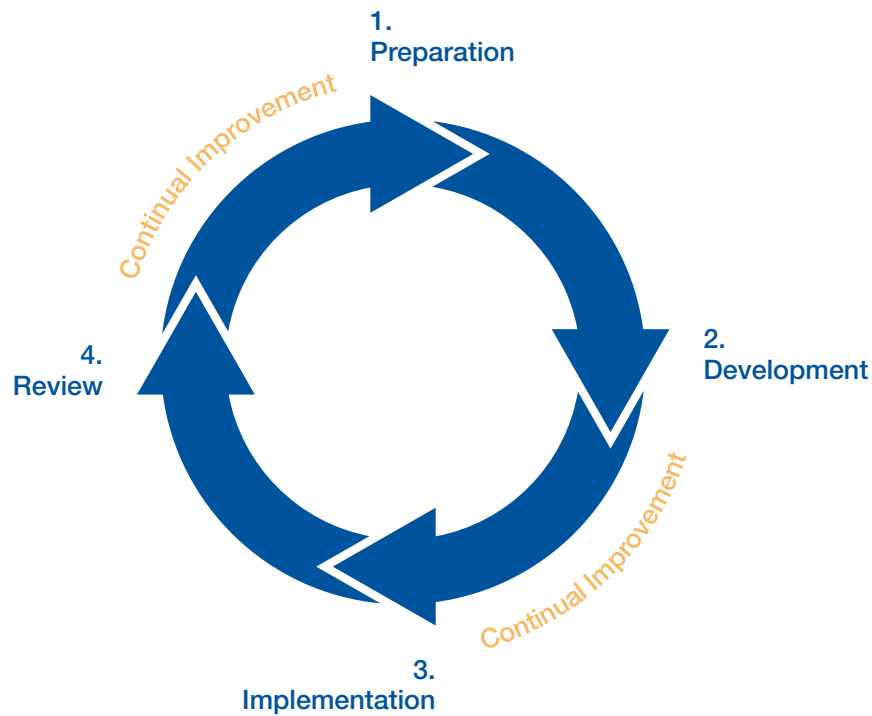 1.
Preparation
Continual Improvement
2.
Development
4.
Review
Continual Improvement
3.
Implementation